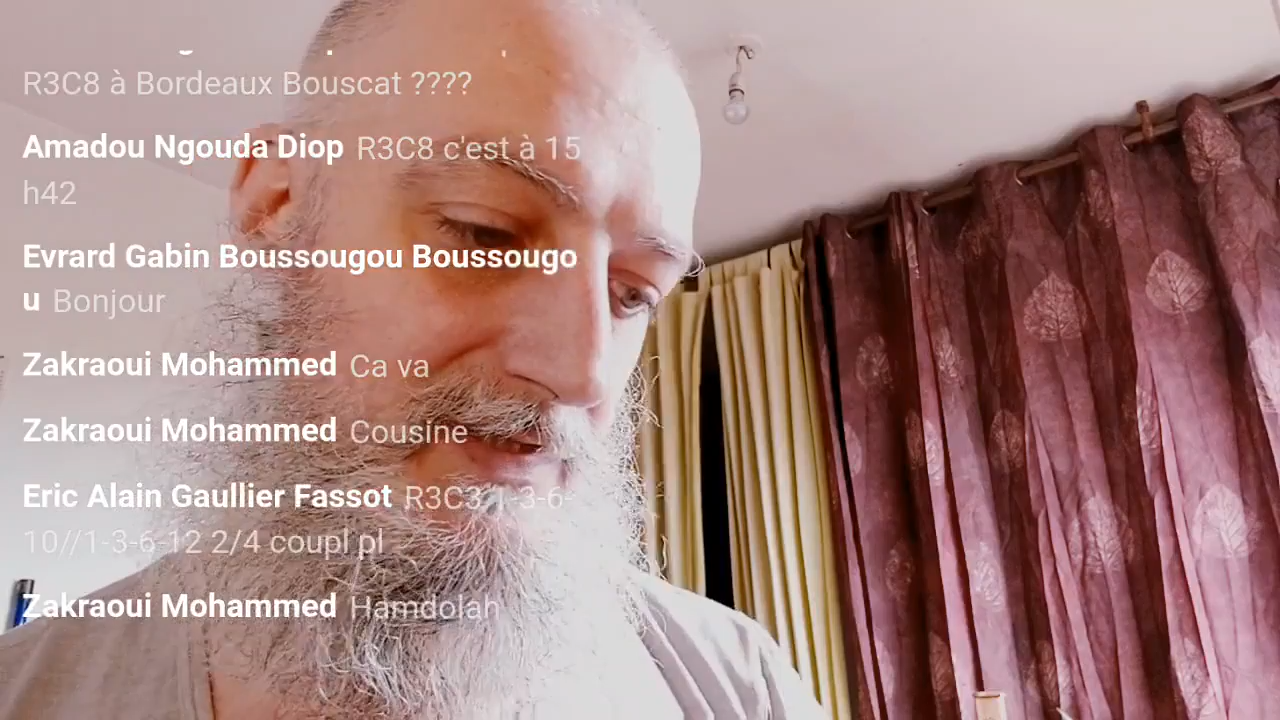 R3C8 à Bordeaux Bouscat ????
Amadou Ngouda Diop R3C8 c'est à 15
h42
Evrard Gabin Boussougou Boussougo
u Bonjour
Zakraoui Mohammed Ca va
Zakraoui Mohammed Cousine
Eric Alain Gaullier Fassot R3C3 1-3-6-
10//1-3-6-12 2/4 coupl pl
Zakraoui Mohammed Hamdolah